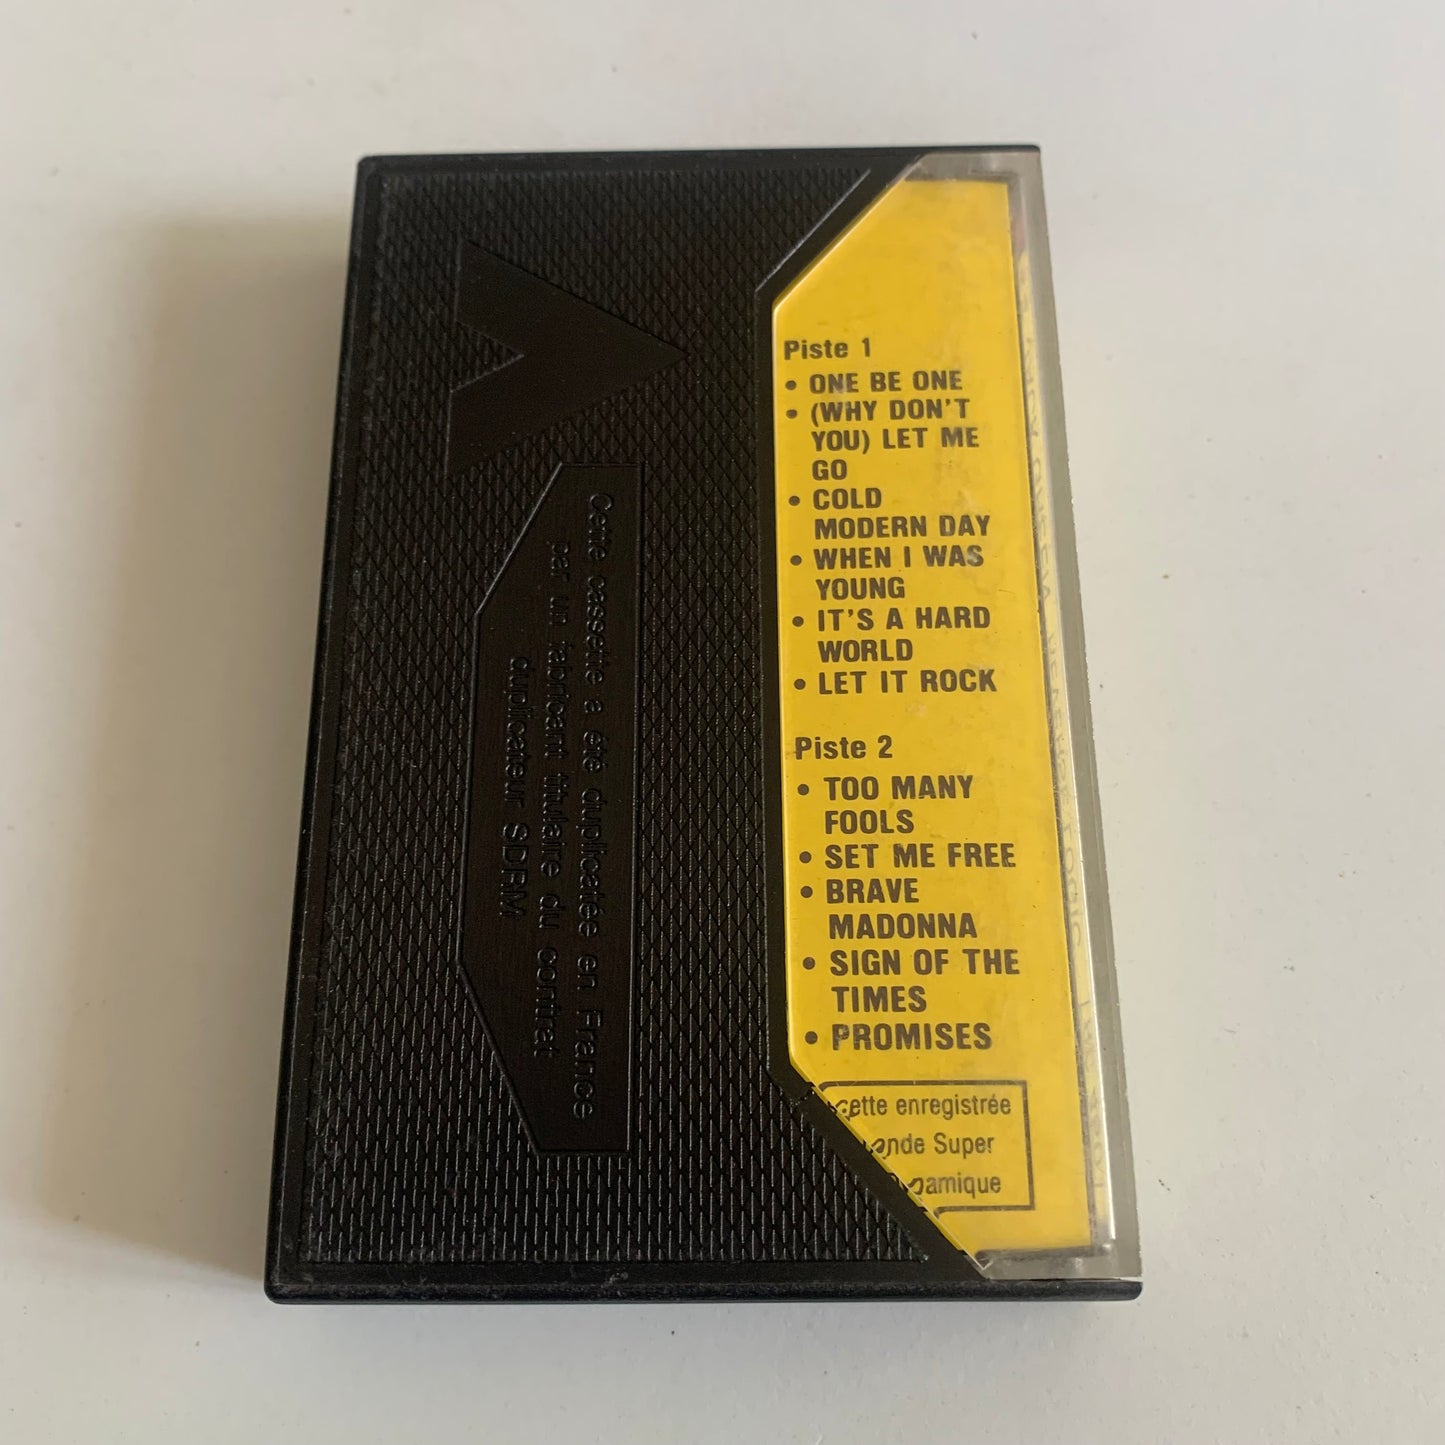 Piste 1
• ONE BE ONE
• (WHY DON'T
YOU) LET ME
GO
• COLD
MODERN DAY
• WHEN I WAS
YOUNG
• IT'S A HARD
WORLD
• LET IT ROCK
Piste 2
• TOO MANY
FOOLS
• SET ME FREE
• BRAVE
MADONNA
• SIGN OF THE
TIMES
• PROMISES
enregistrée
Super
Cette cassette a été dupliquée en France
par un fabricant titulaire du contrat
duplicateur SDRM